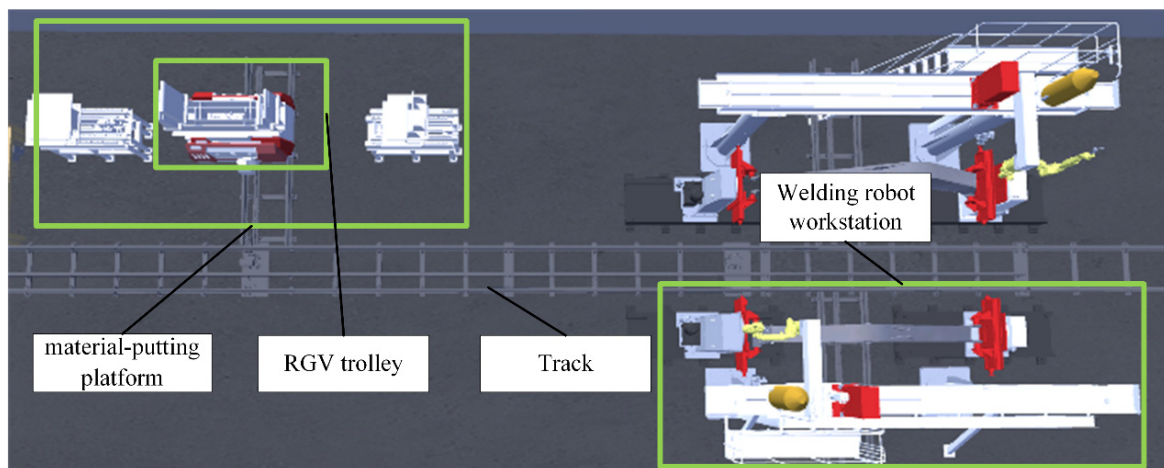 Welding robot
workstation
material-putting
platform
RGV trolley
Track